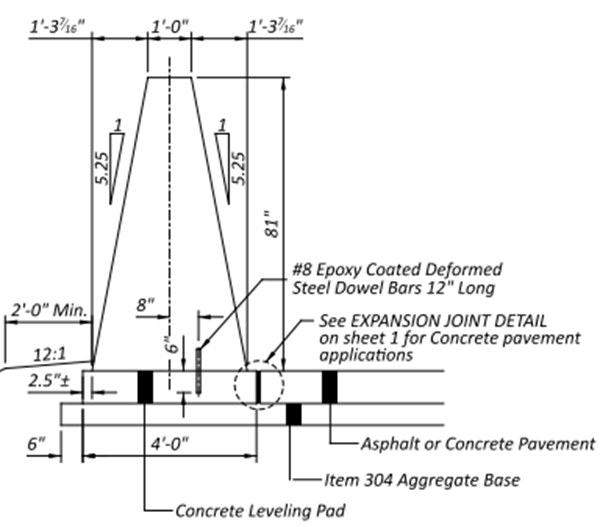 1'-3⁷⁄₁₆" 1'-0" 1'-3⁷⁄₁₆"
1 1
5.25 5.25
81"
#8 Epoxy Coated Deformed
Steel Dowel Bars 12" Long
2'-0" Min. 8"
See EXPANSION JOINT DETAIL
on sheet 1 for Concrete pavement
applications
6"
12:1
2.5"±
6" 4'-0" Asphalt or Concrete Pavement
Item 304 Aggregate Base
Concrete Leveling Pad